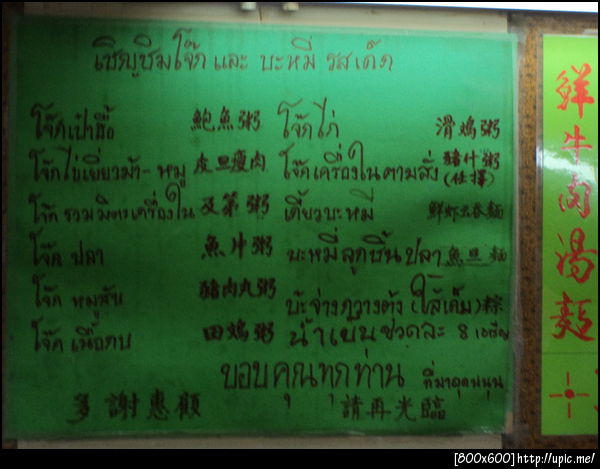 เชิญชิมโจ๊ก และ บะหมี่ รสเด็ด
โจ๊กเป๋าฮื้อ 鮑魚粥 โจ๊กไก่ 滑鳮粥
โจ๊กไข่เยี่ยวม้า-หมู 皮旦瘦肉 โจ๊กเครื่องในตามสั่ง 豬什粥
(任擇)
โจ๊กรวมมิตรเครื่องใน 及第粥 เกี้ยวบะหมี่ 鮮虾云吞麵
โจ๊ก ปลา 魚片粥 บะหมี่ลูกชิ้นปลา 魚旦麵
โจ๊ก หมูสับ 豬肉丸粥 บ๊ะจ่างกวางตุ้ง (ไส้เค็ม) 粽
โจ๊ก เนื้อกบ 田鳮粥 น้ำเย็นขวดละ 8 เหรียญ
ขอบคุณทุกท่าน ที่มาอุดหนุน
多謝惠顧 請再光臨
鮮牛肉湯麵
[800x600]http://upic.me/